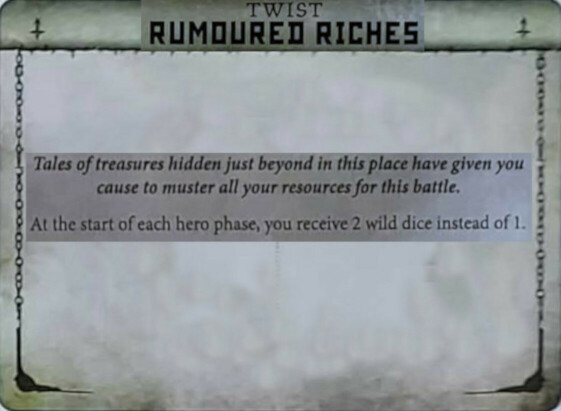 TWIST
RUMOURED RICHES
Tales of treasures hidden just beyond in this place have given you
cause to muster all your resources for this battle.
At the start of each hero phase, you receive 2 wild dice instead of 1.